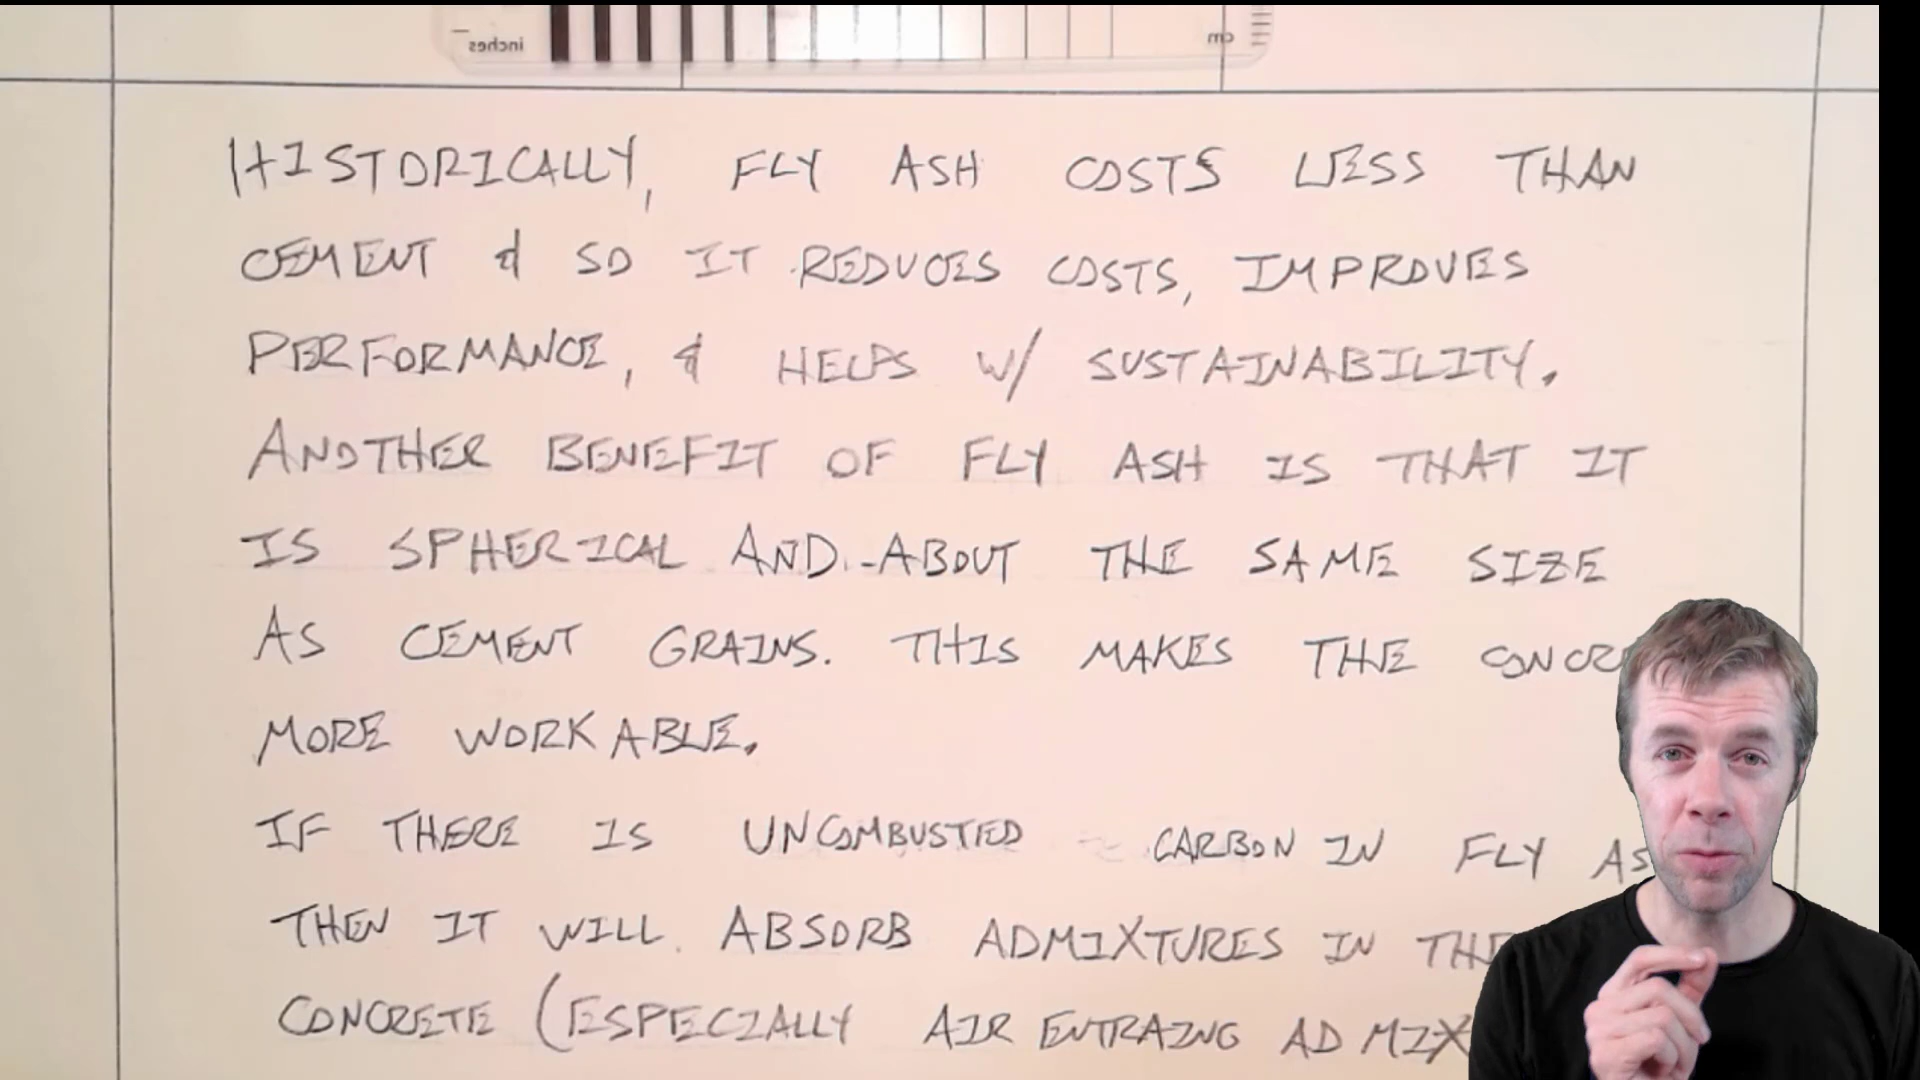 inches
cm
HISTORICALLY, FLY ASH COSTS LESS THAN
CEMENT & SO IT REDUCES COSTS, IMPROVES
PERFORMANCE, & HELPS W/ SUSTAINABILITY.
ANOTHER BENEFIT OF FLY ASH IS THAT IT
IS SPHERICAL AND ABOUT THE SAME SIZE
AS CEMENT GRAINS. THIS MAKES THE
MORE WORKABLE.
IF THERE IS UNCOMBUSTED CARBON IN FLY
THEN IT WILL ABSORB ADMIXTURES IN THE
CONCRETE (ESPECIALLY AIR ENTRAING ADMIX